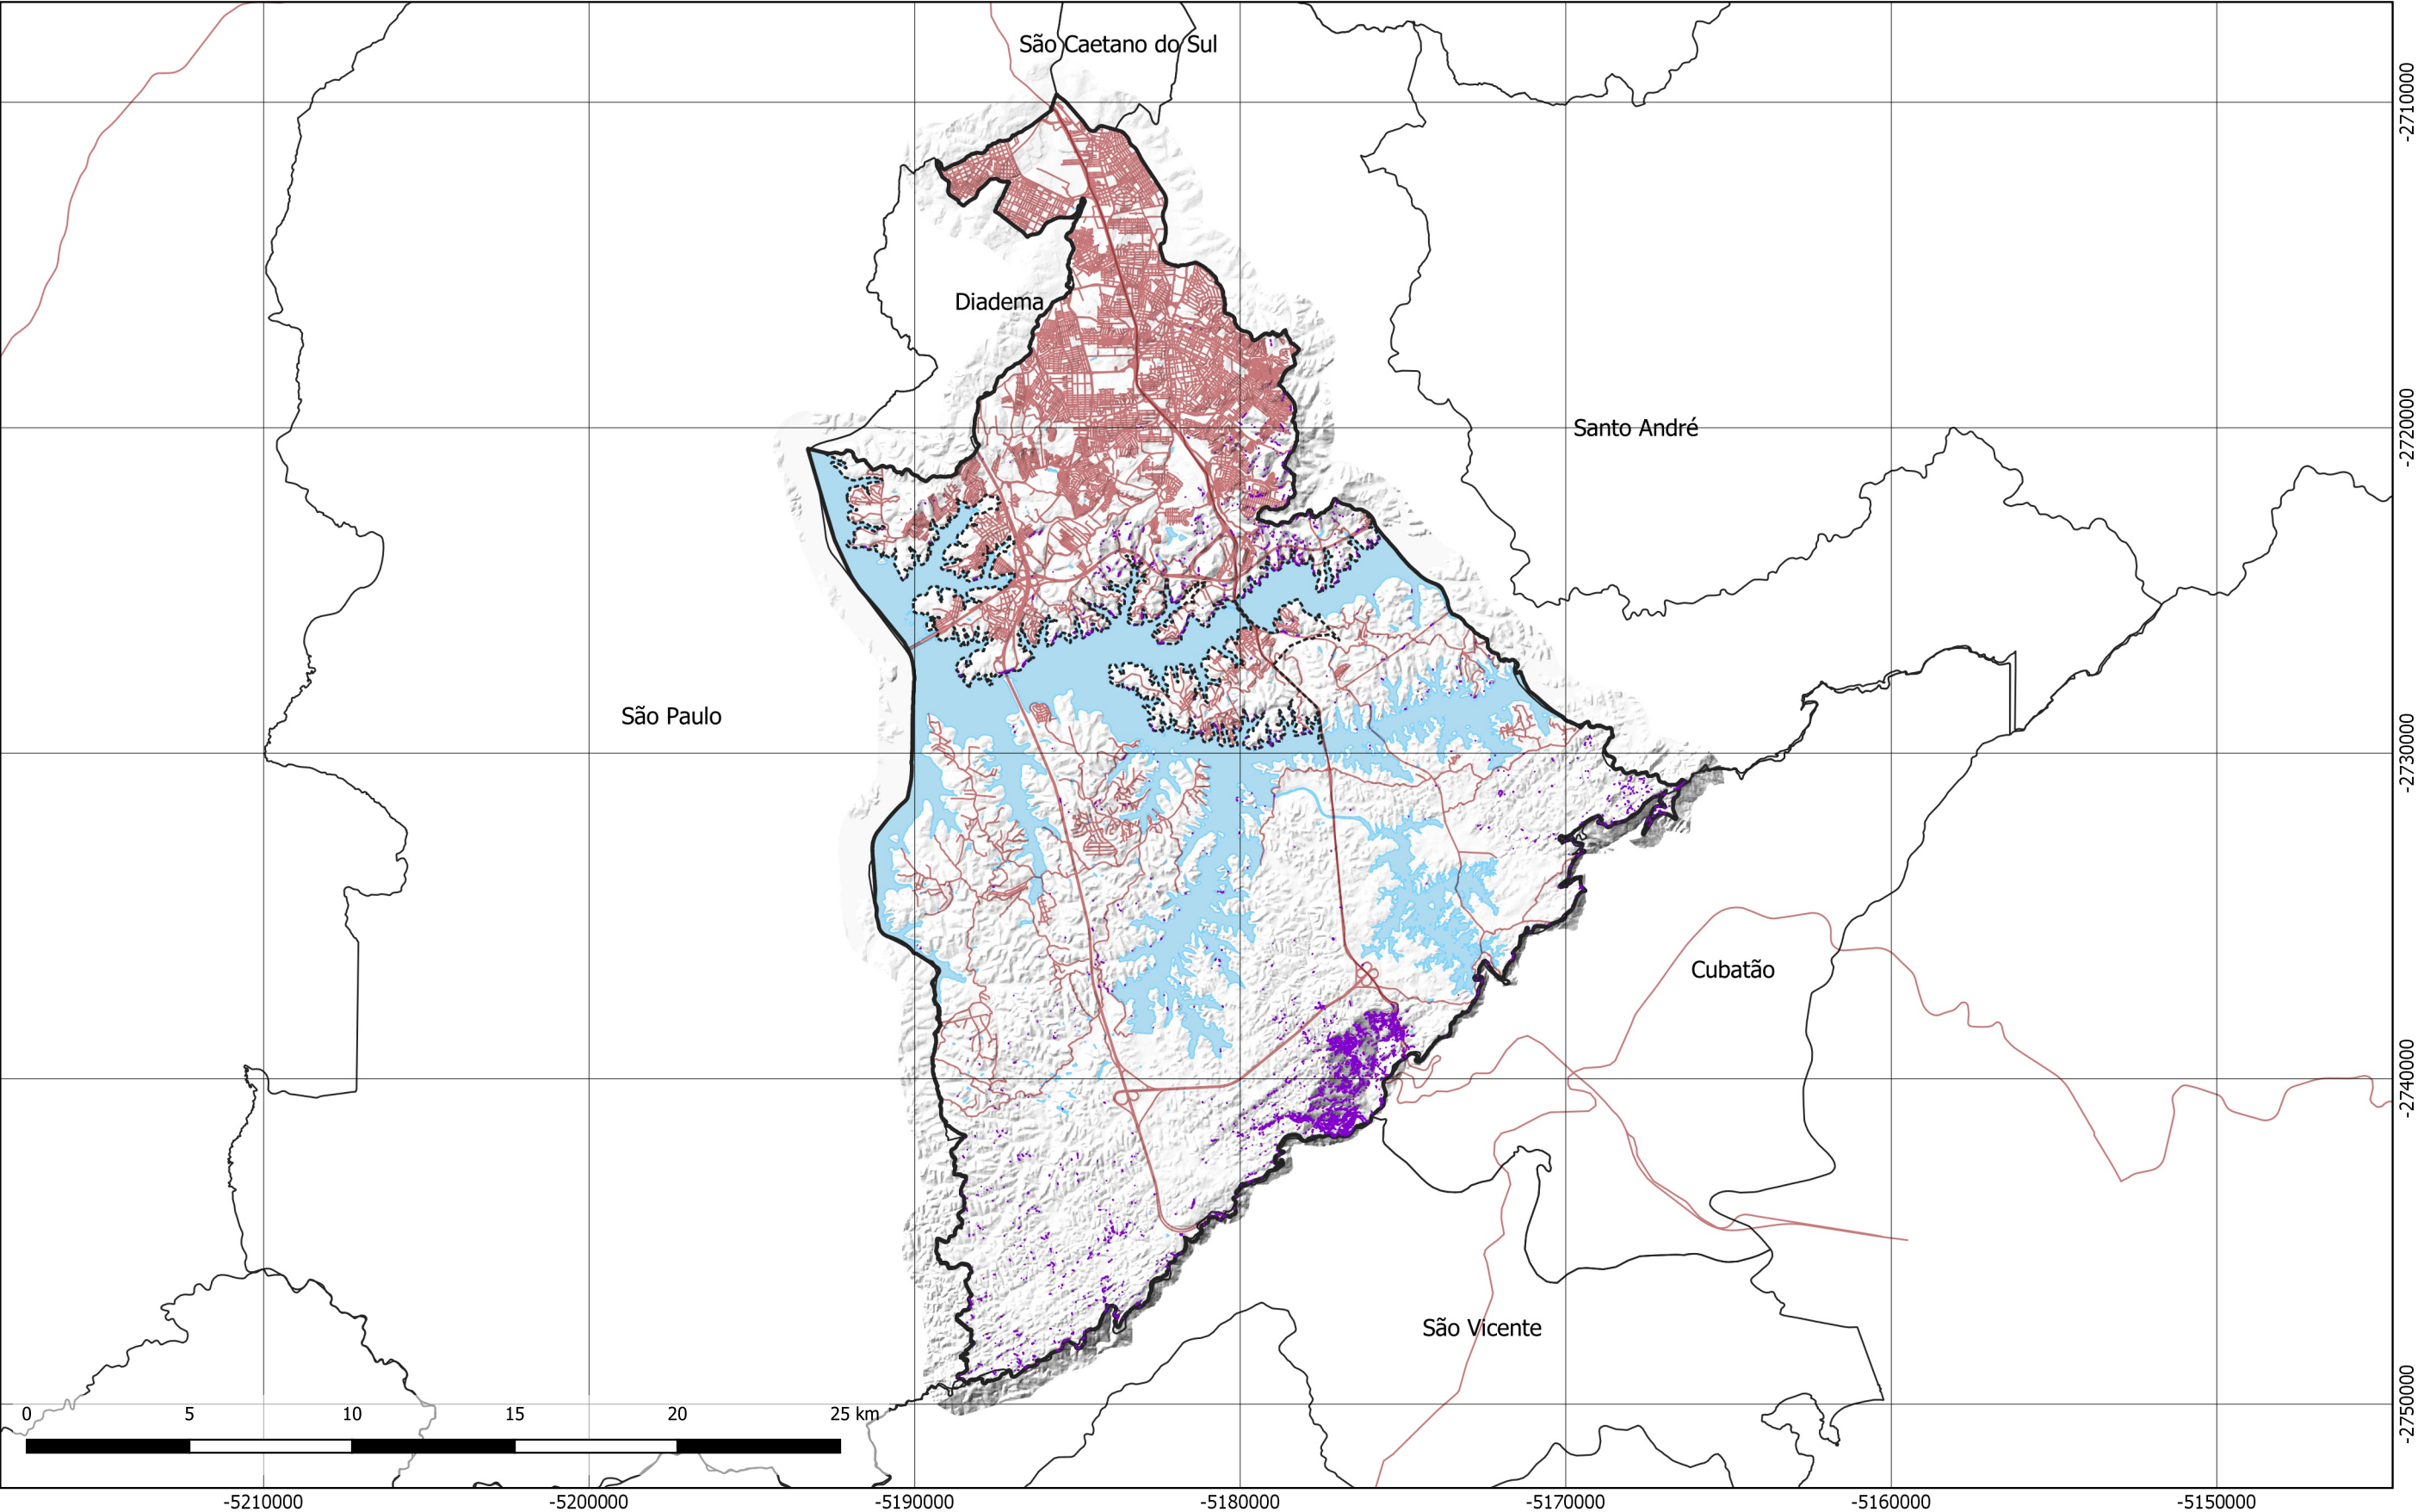 São Caetano do Sul
-2710000
Diadema
Santo André
-2720000
São Paulo
-2730000
Cubatão
-2740000
São Vicente
-2750000
0 5 10 15 20 25 km
-5210000 -5200000 -5190000 -5180000 -5170000 -5160000 -5150000